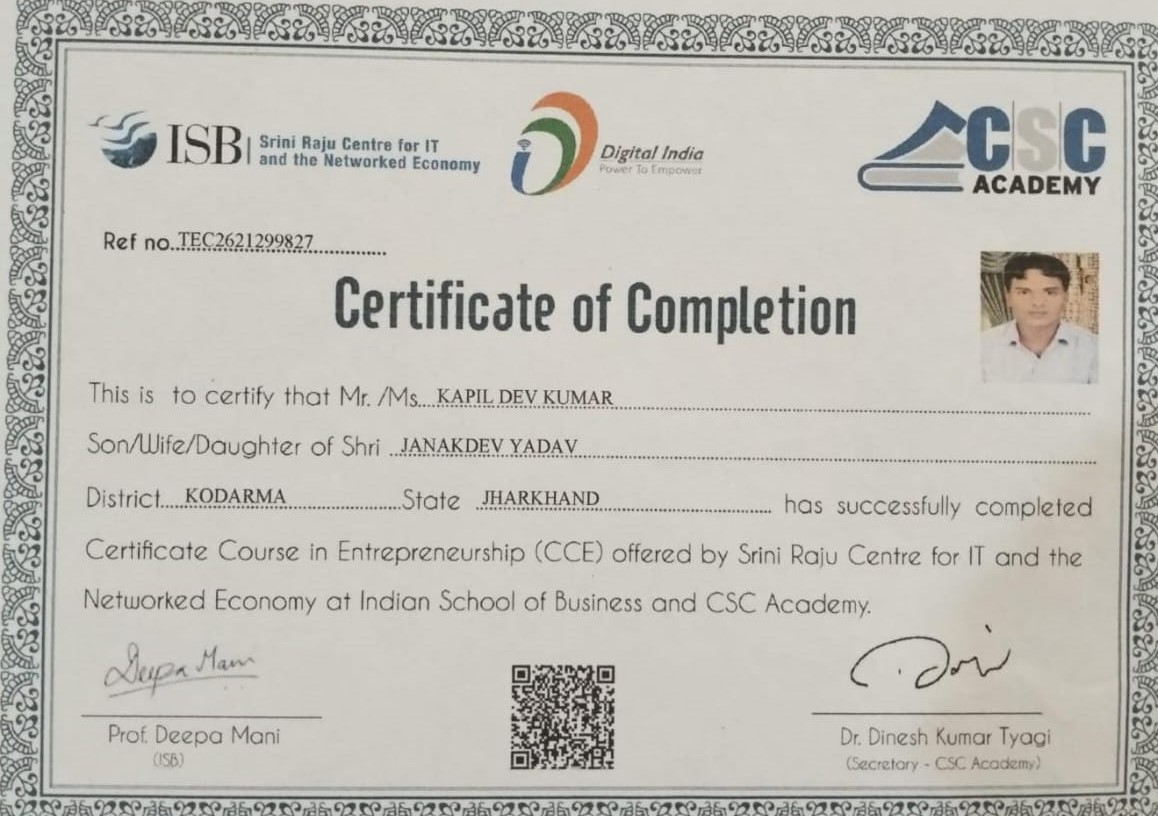 ISB
Srini Raju Centre for IT
and the Networked Economy
Digital India
Power To Empower
CSC
ACADEMY
Ref no..TEC2621299827
Certificate of Completion
This is to certify that Mr. /Ms... KAPIL DEV KUMAR
Son/Wife/Daughter of Shri ..JANAKDEV YADAV
District.... KODARMA ....State JHARKHAND .... has successfully completed
Certificate Course in Entrepreneurship (CCE) offered by Srini Raju Centre for IT and the
Networked Economy at Indian School of Business and CSC Academy.
Deepa Mani
Prof. Deepa Mani
(ISB)
Dr. Dinesh Kumar Tyagi
(Secretary - CSC Academy)